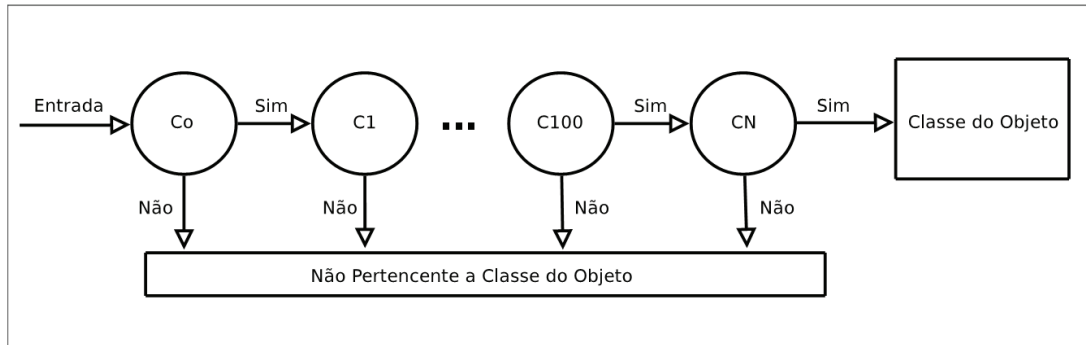 Entrada
Co
Sim
C1
...
C100
Sim
CN
Sim
Classe do Objeto
Não
Não
Não
Não
Não Pertencente a Classe do Objeto